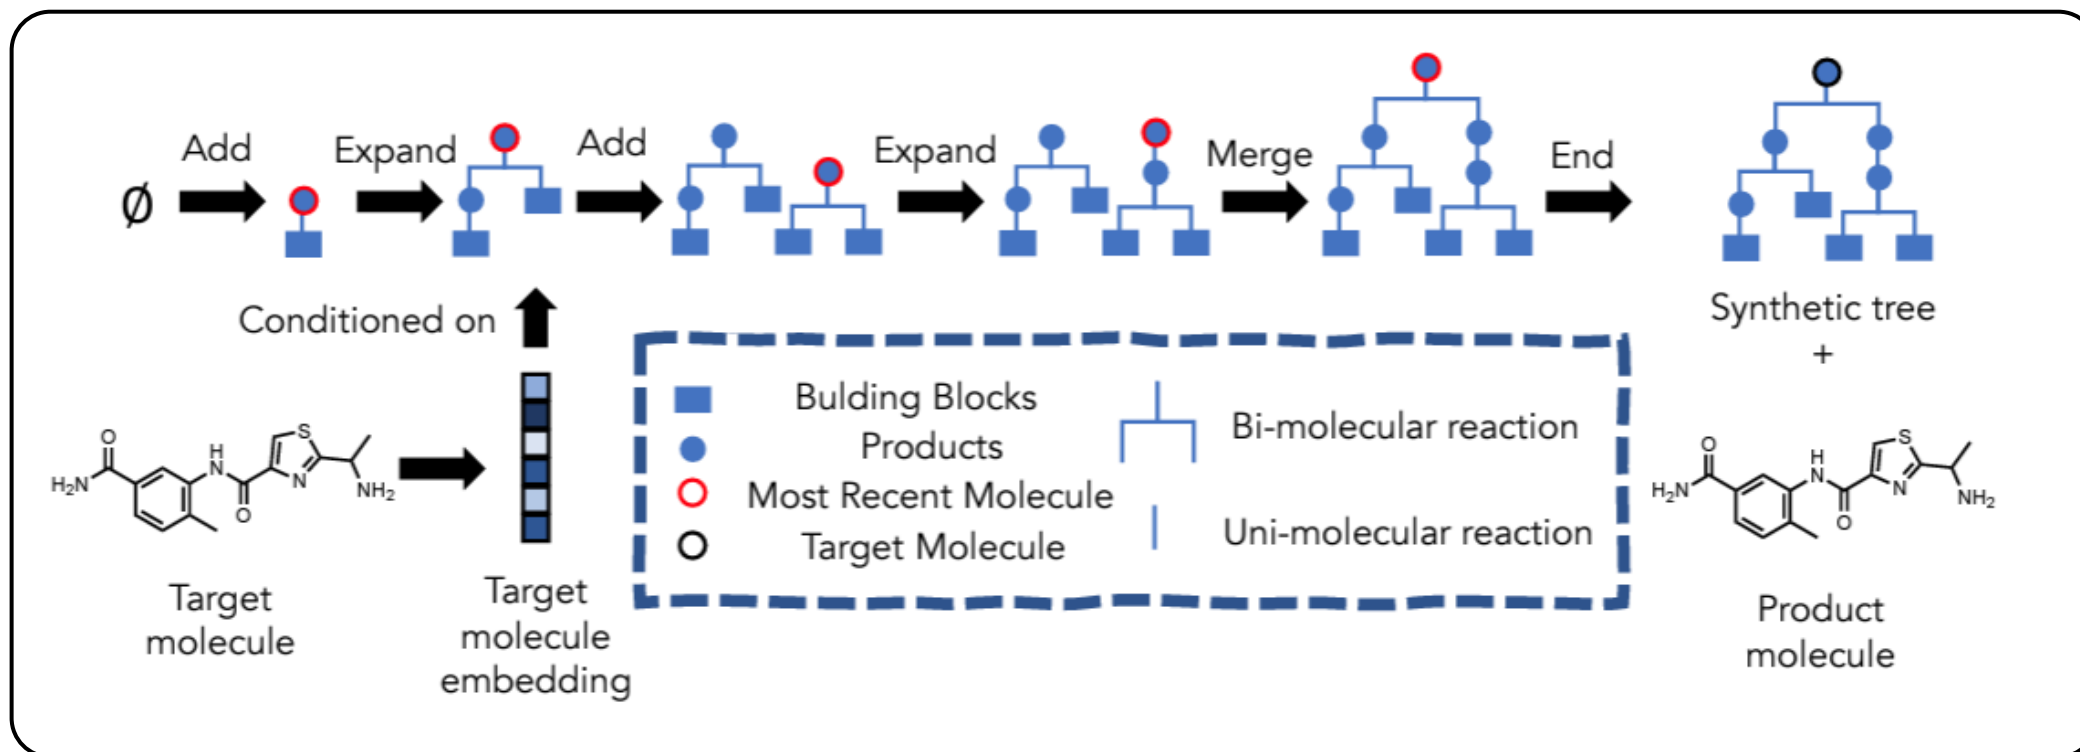 Add
Expand
Add
Expand
Merge
End
∅
Conditioned on
Synthetic tree
+
Bulding Blocks
Products
Most Recent Molecule
Target Molecule
Bi-molecular reaction
Uni-molecular reaction
O
H₂N
H
N
O
S
N
NH₂
O
H₂N
H
N
O
S
N
NH₂
Target
molecule
Target
molecule
embedding
Product
molecule